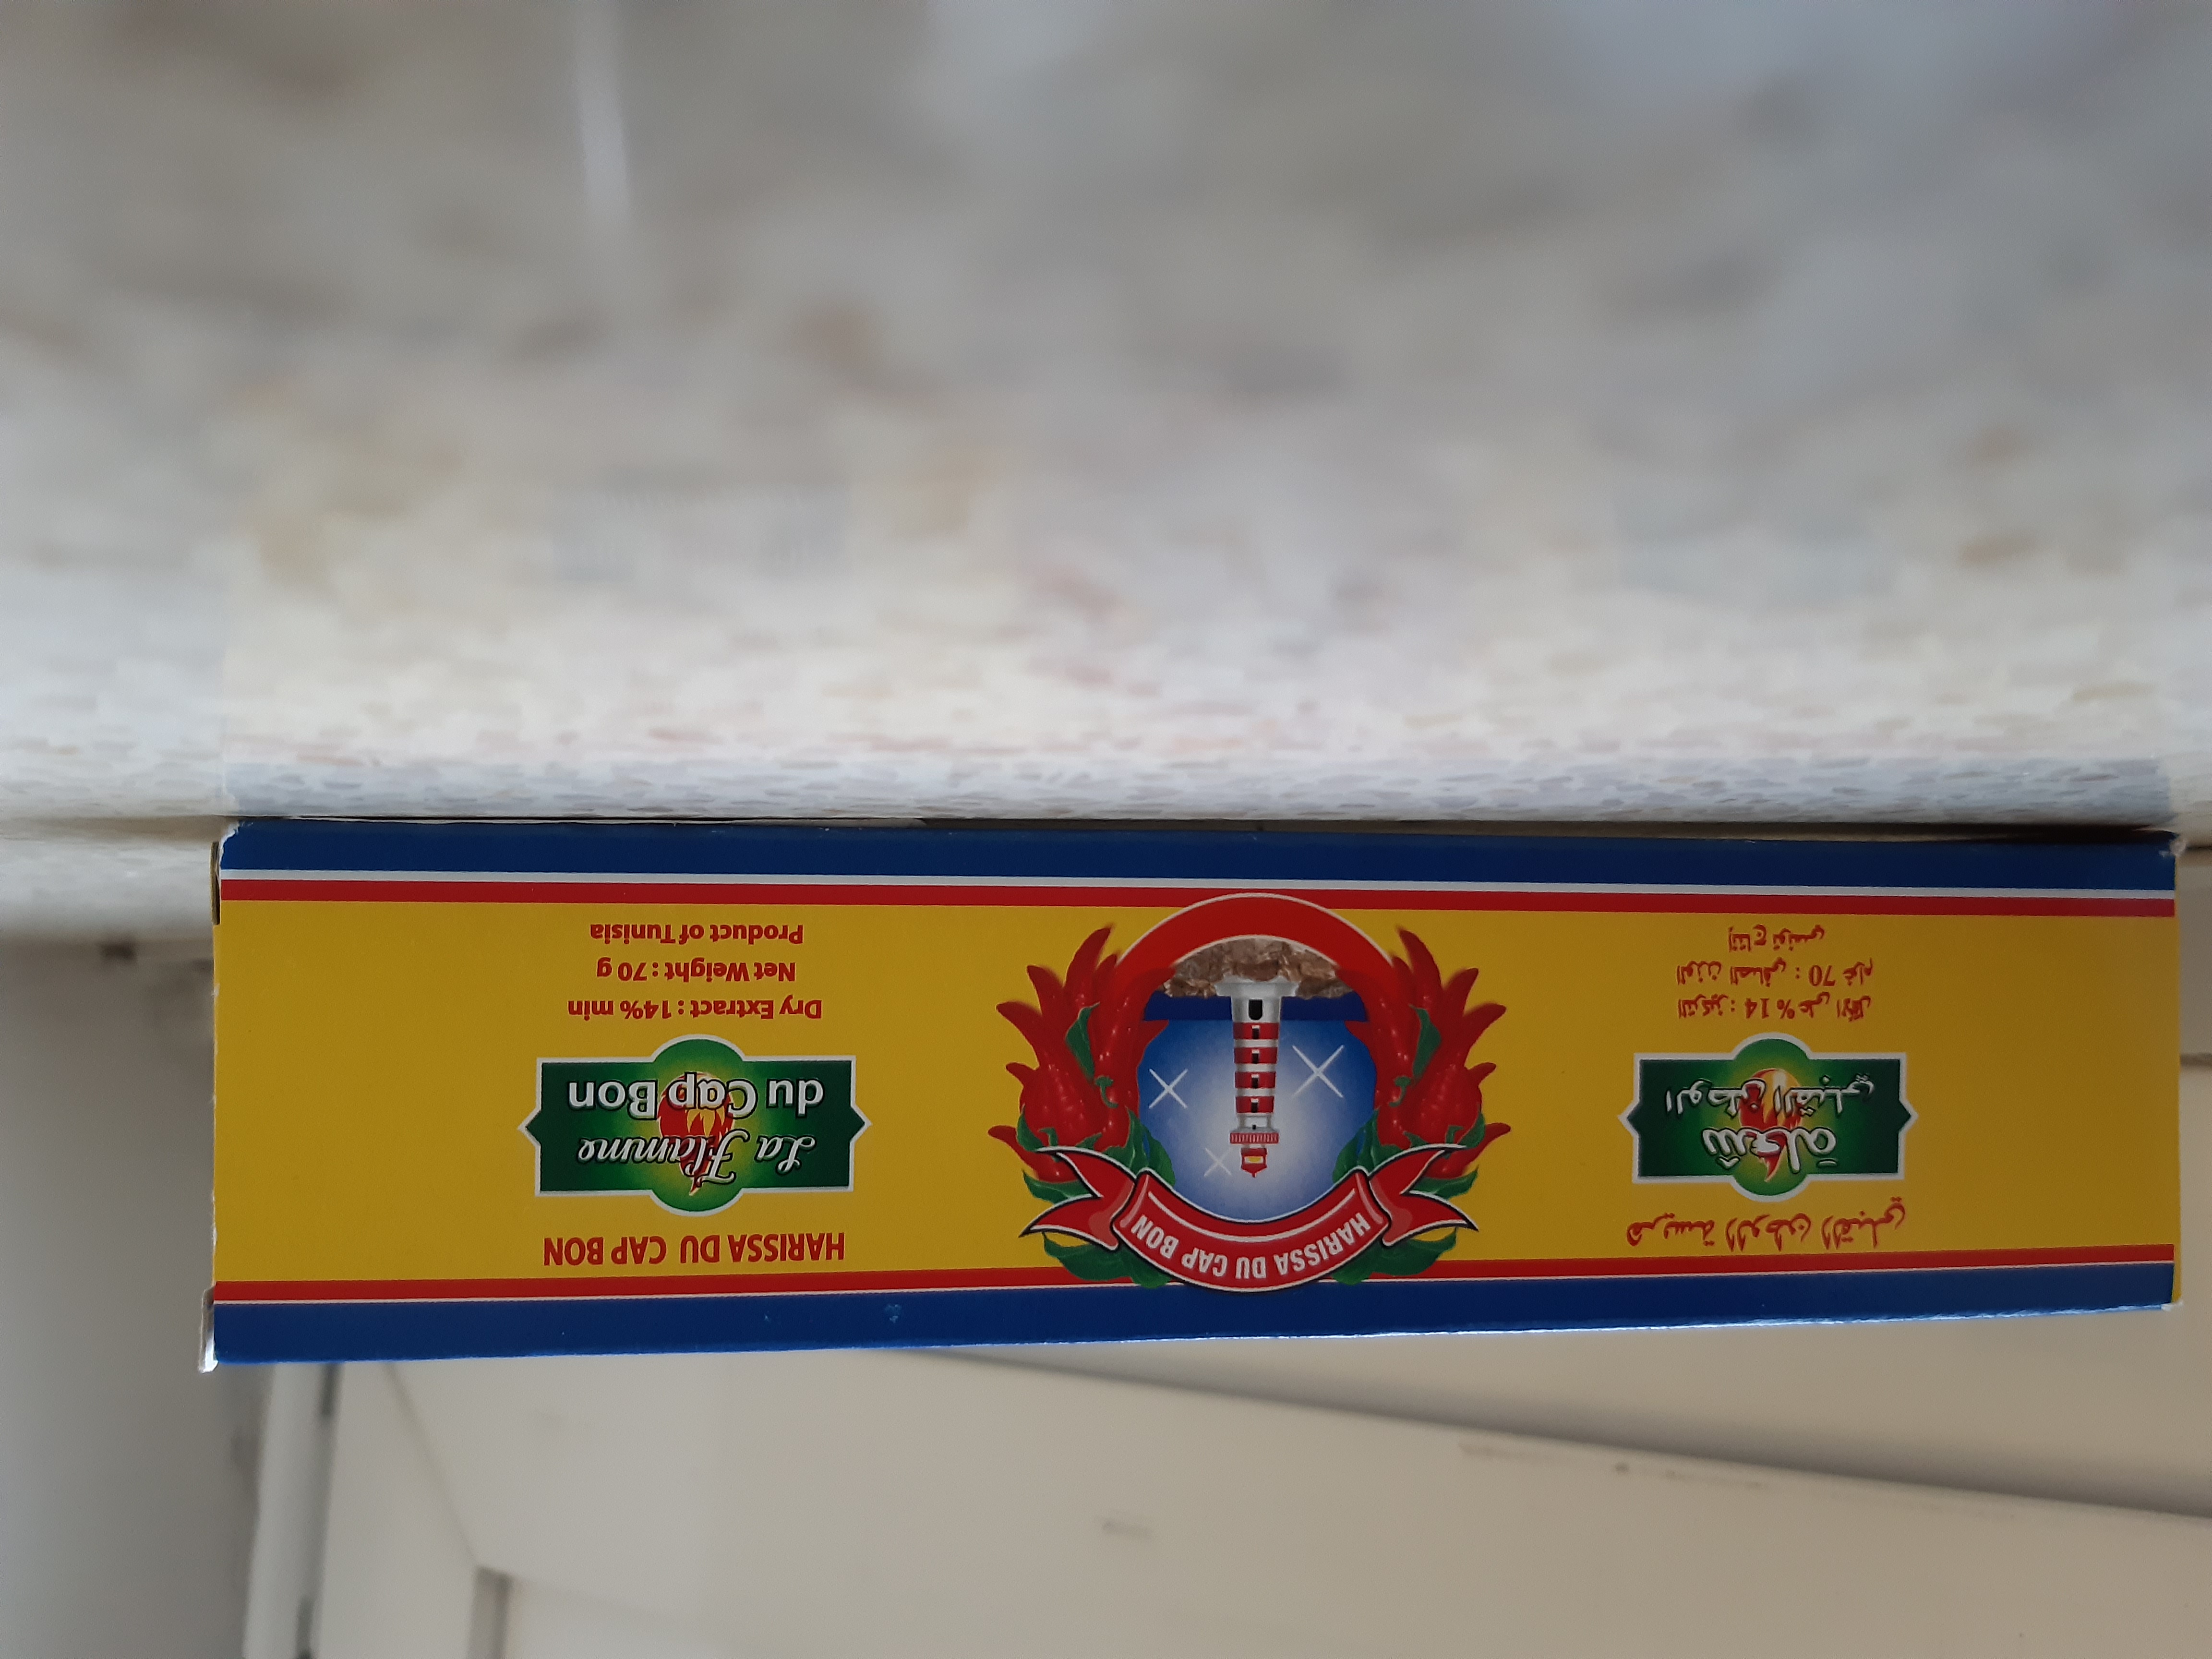 هريسة الوطن القبلي
شعلة
الوطن القبلي
التركيز : 14 % على الأقل
الوزن الصافي : 70 غرام
إنتاج تونسي
HARISSA DU CAP BON
HARISSA DU CAP BON
La Flamme
du Cap Bon
Dry Extract : 14% min
Net Weight : 70 g
Product of Tunisia